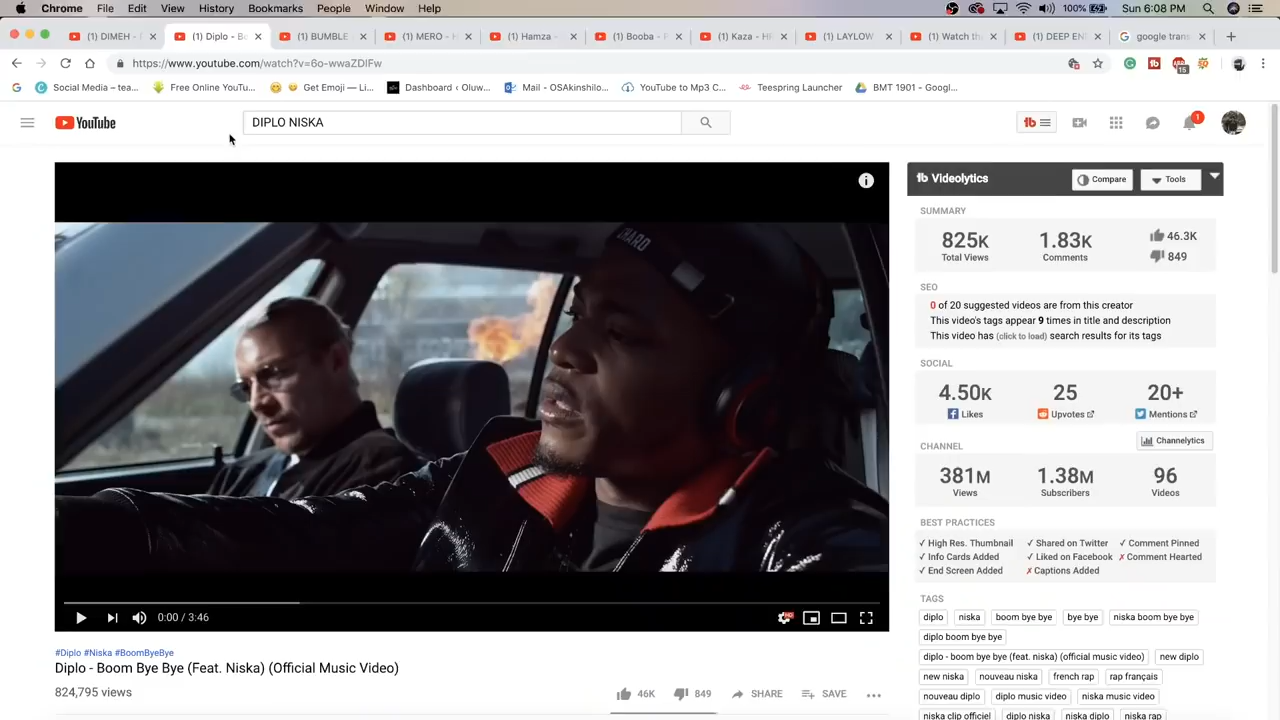 Chrome File Edit View History Bookmarks People Window Help 100% Sun 6:08 PM
(1) DIMEH - (1) Diplo - Bo (1) BUMBLE (1) MERO - H (1) Hamza - (1) Booba - F (1) Kaza - HF (1) LAYLOW (1) Watch the (1) DEEP EN google trans
https://www.youtube.com/watch?v=6o-wwaZDlFw 15
Social Media – tea... Free Online YouTu... Get Emoji — Li... Dashboard ‹ Oluw... Mail - OSAkinshilo... YouTube to Mp3 C... Teespring Launcher BMT 1901 - Googl...
YouTube DIPLO NISKA tb 1
CHARO
tb Videolytics Compare Tools
SUMMARY
825K 1.83K 46.3K
Total Views Comments 849
SEO
0 of 20 suggested videos are from this creator
This video's tags appear 9 times in title and description
This video has (click to load) search results for its tags
SOCIAL
4.50K 25 20+
Likes Upvotes Mentions
CHANNEL Channelytics
381M 1.38M 96
Views Subscribers Videos
BEST PRACTICES
✓ High Res. Thumbnail ✓ Shared on Twitter ✓ Comment Pinned
✓ Info Cards Added ✓ Liked on Facebook ✗ Comment Hearted
✓ End Screen Added ✗ Captions Added
TAGS
diplo niska boom bye bye bye bye niska boom bye bye
diplo boom bye bye
diplo - boom bye bye (feat. niska) (official music video) new diplo
new niska nouveau niska french rap rap français
nouveau diplo diplo music video niska music video
niska clip officiel diplo niska niska diplo niska rap
0:00 / 3:46 HD
#Diplo #Niska #BoomByeBye
Diplo - Boom Bye Bye (Feat. Niska) (Official Music Video)
824,795 views 46K 849 SHARE SAVE